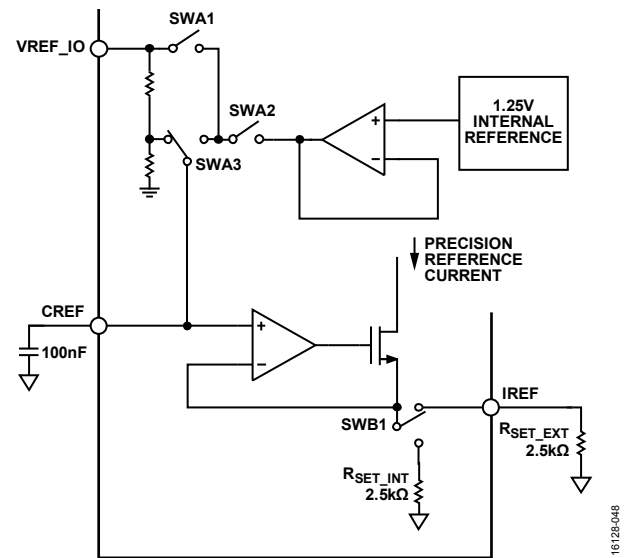 SWA1
VREF_IO
SWA2
SWA3
+
−
1.25V
INTERNAL
REFERENCE
PRECISION
REFERENCE
CURRENT
CREF
100nF
+
−
IREF
SWB1
RSET_EXT
2.5kΩ
RSET_INT
2.5kΩ
16128-048